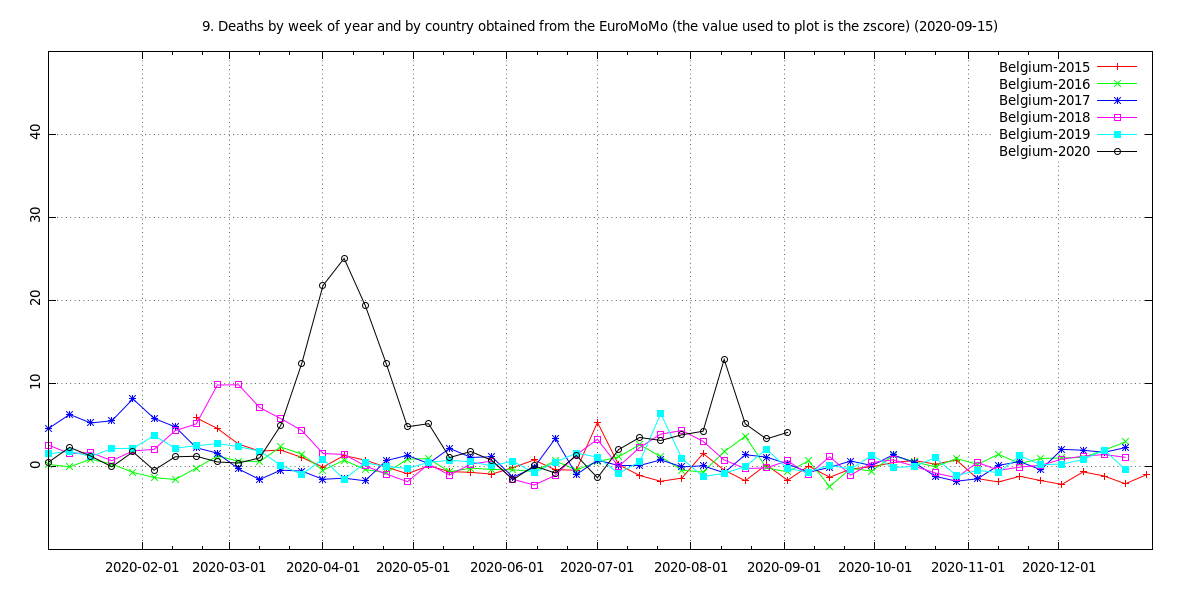 9. Deaths by week of year and by country obtained from the EuroMoMo (the value used to plot is the zscore) (2020-09-15)
Belgium-2015
Belgium-2016
Belgium-2017
Belgium-2018
Belgium-2019
Belgium-2020
40
30
20
10
0
2020-02-01 2020-03-01 2020-04-01 2020-05-01 2020-06-01 2020-07-01 2020-08-01 2020-09-01 2020-10-01 2020-11-01 2020-12-01